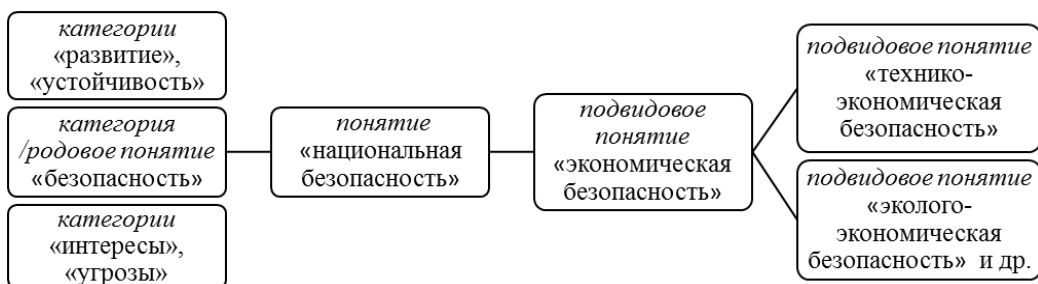 категории
«развитие»,
«устойчивость»
категория
/родовое понятие
«безопасность»
категории
«интересы»,
«угрозы»
понятие
«национальная
безопасность»
подвидовое
понятие
«экономическая
безопасность»
подвидовое понятие
«технико-
экономическая
безопасность»
подвидовое понятие
«эколого-
экономическая
безопасность» и др.